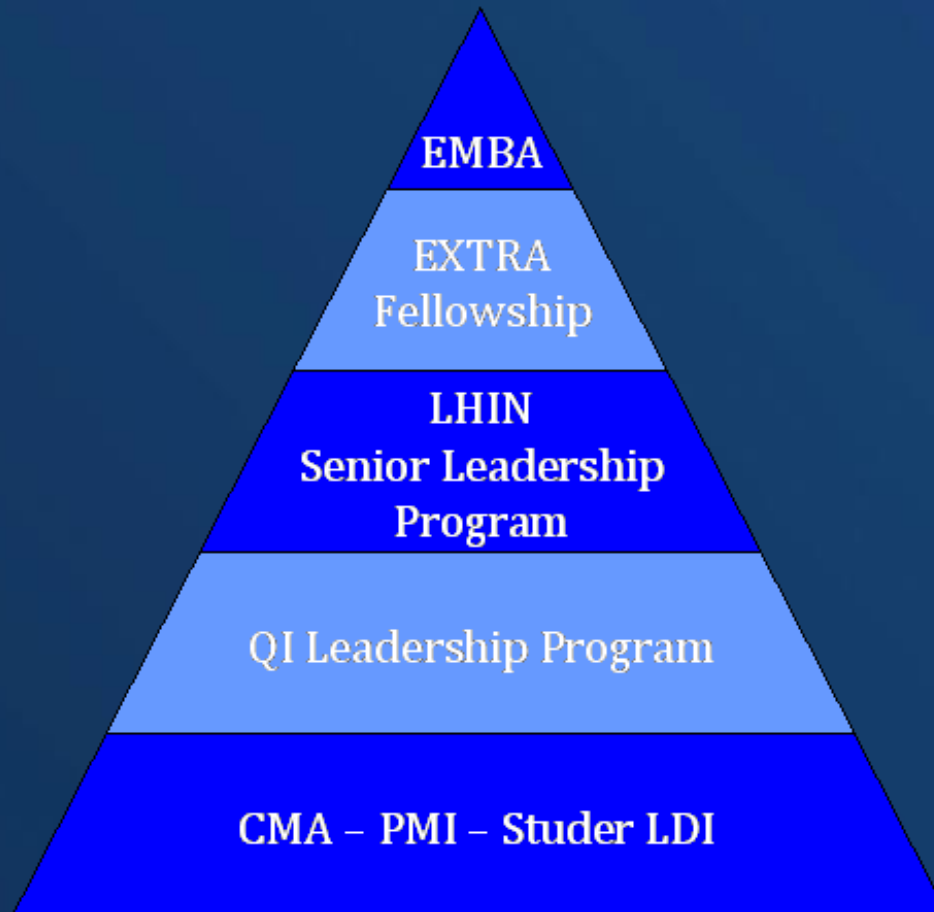 EMBA
EXTRA
Fellowship
LHIN
Senior Leadership
Program
QI Leadership Program
CMA – PMI – Studer LDI